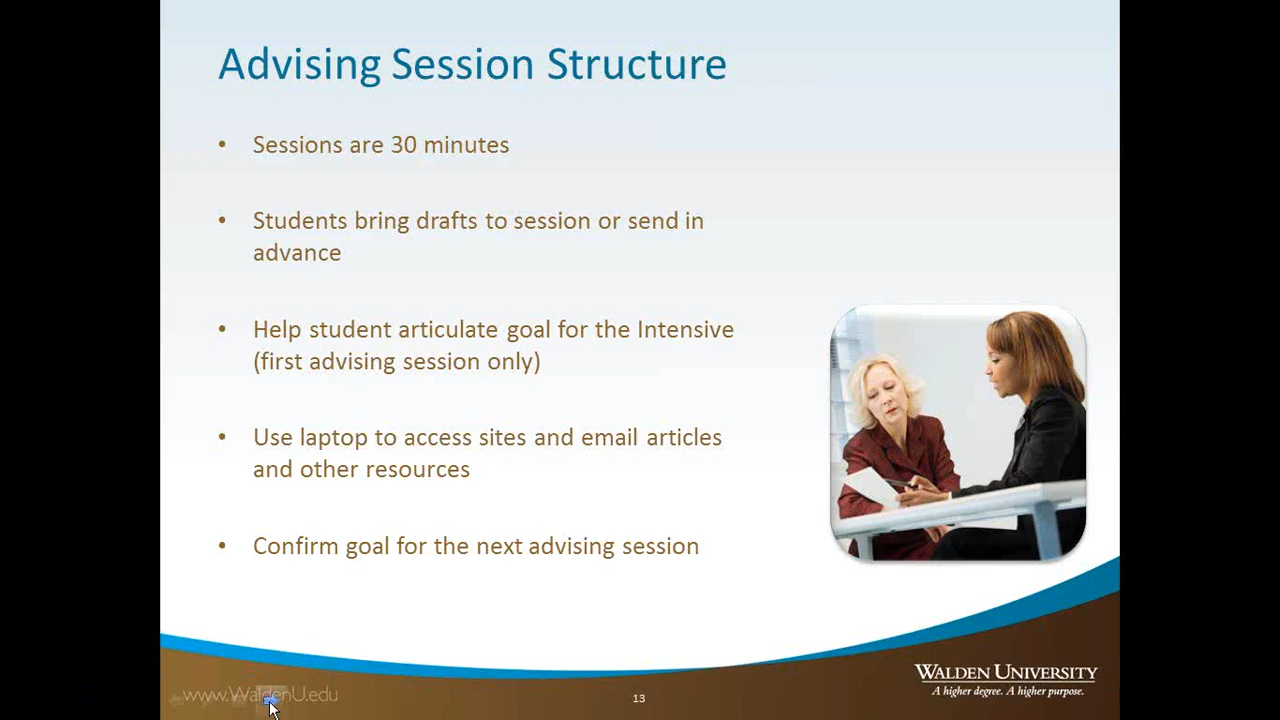 Advising Session Structure
• Sessions are 30 minutes
• Students bring drafts to session or send in
advance
• Help student articulate goal for the Intensive
(first advising session only)
• Use laptop to access sites and email articles
and other resources
• Confirm goal for the next advising session
WALDEN UNIVERSITY
A higher degree. A higher purpose.
www.WaldenU.edu
13